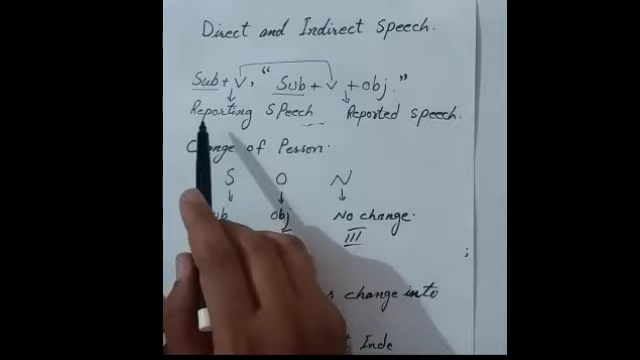 Direct and Indirect Speech.
Sub + V, " Sub + V + obj."
Reporting Speech Reported Speech.
Change of Person.
S O N
obj No change.
III
change into
Inde